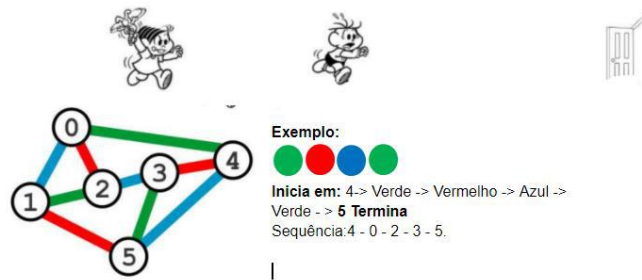 Exemplo:
Inicia em: 4-> Verde -> Vermelho -> Azul ->
Verde - > 5 Termina
Sequência:4 - 0 - 2 - 3 - 5.
0
4
3
2
1
5